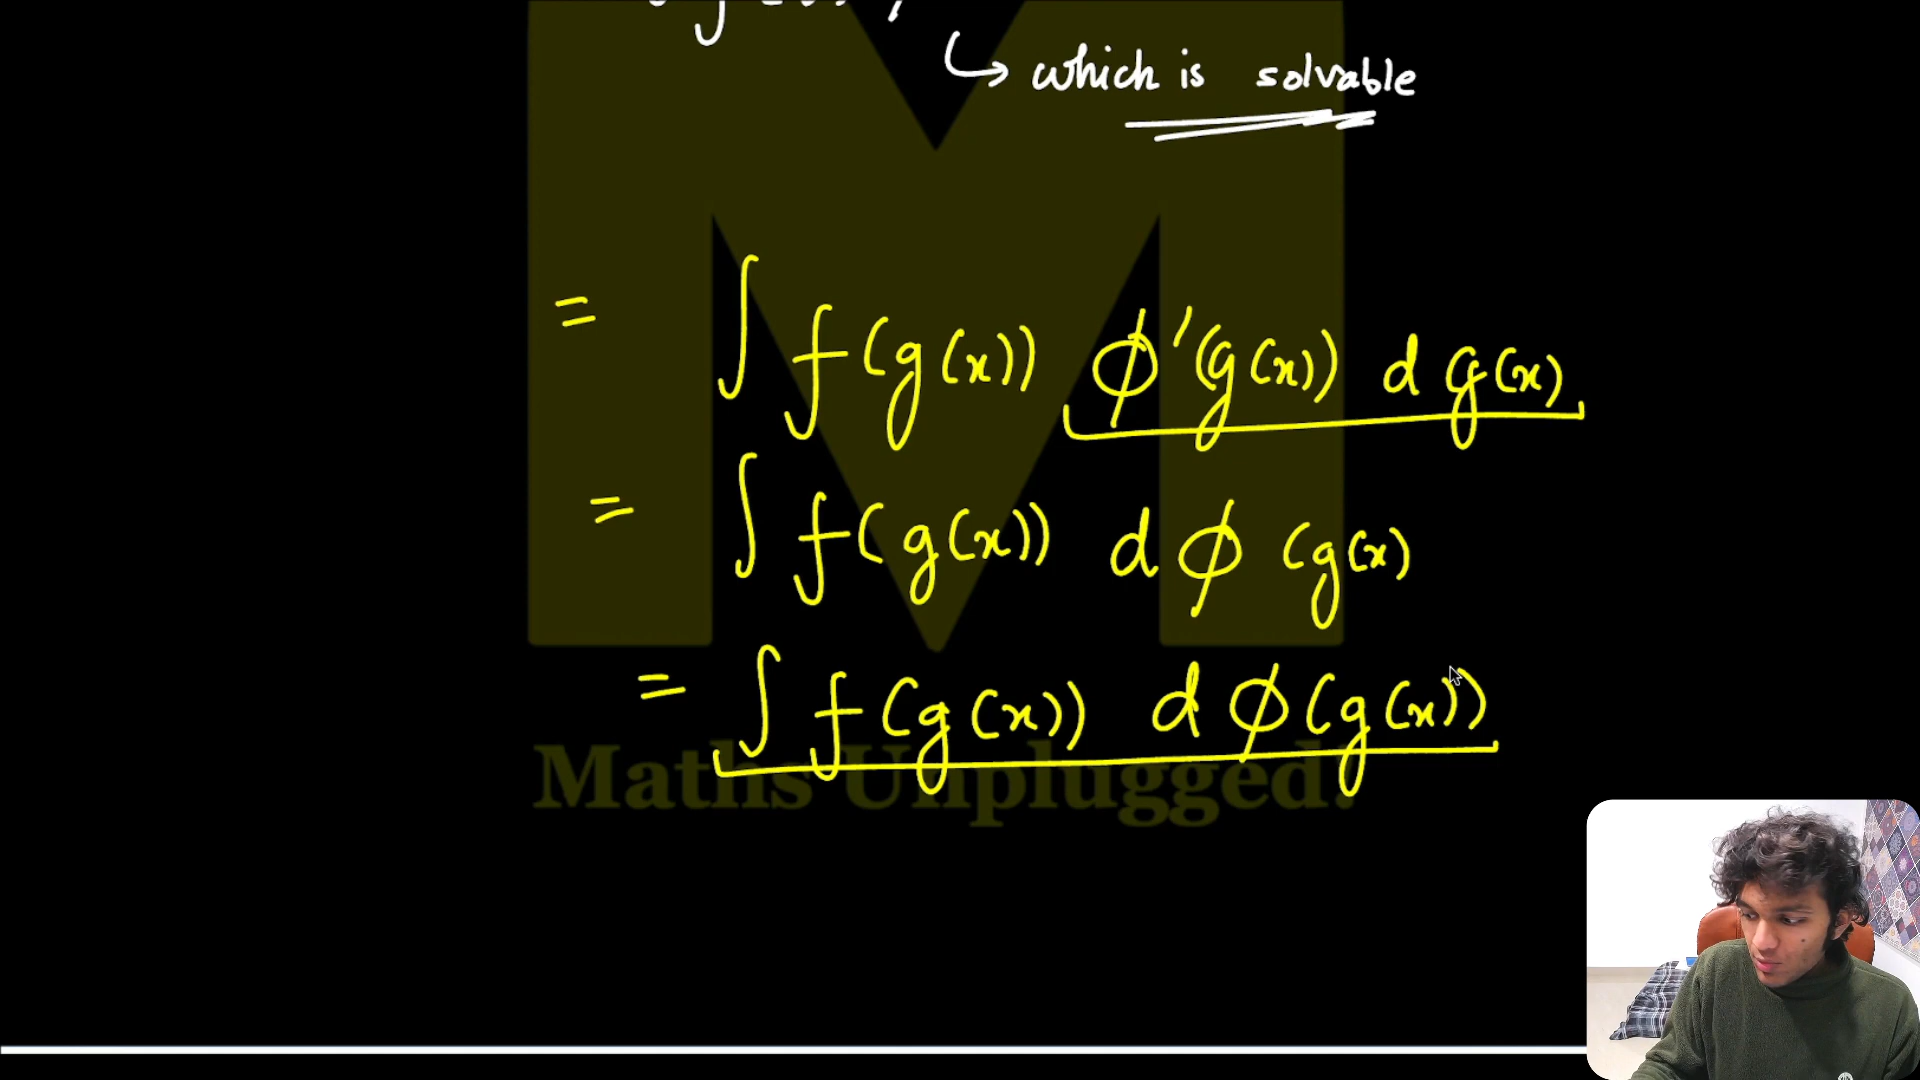 ↳ which is solvable
= ∫ f(g(x)) φ'(g(x)) d g(x)
= ∫ f(g(x)) d φ (g(x)
= ∫ f(g(x)) d φ(g(x))
Maths Unplugged!